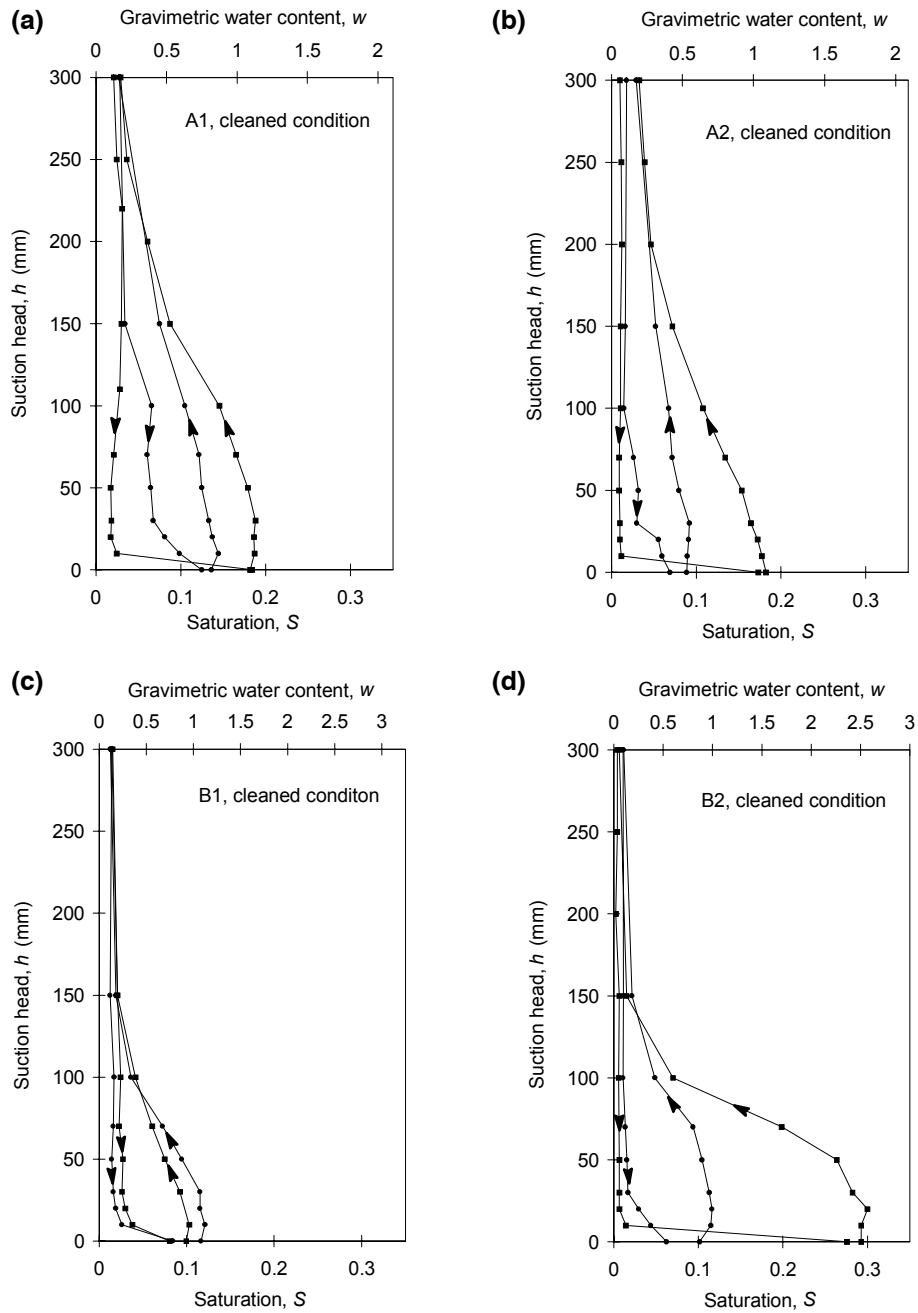 (a)
Gravimetric water content, w
0 0.5 1 1.5 2
300
250
200
150
100
50
0
Suction head, h (mm)
A1, cleaned condition
0 0.1 0.2 0.3
Saturation, S
(b)
Gravimetric water content, w
0 0.5 1 1.5 2
300
250
200
150
100
50
0
Suction head, h (mm)
A2, cleaned condition
0 0.1 0.2 0.3
Saturation, S
(c)
Gravimetric water content, w
0 0.5 1 1.5 2 2.5 3
300
250
200
150
100
50
0
Suction head, h (mm)
B1, cleaned conditon
0 0.1 0.2 0.3
Saturation, S
(d)
Gravimetric water content, w
0 0.5 1 1.5 2 2.5 3
300
250
200
150
100
50
0
Suction head, h (mm)
B2, cleaned condition
0 0.1 0.2 0.3
Saturation, S